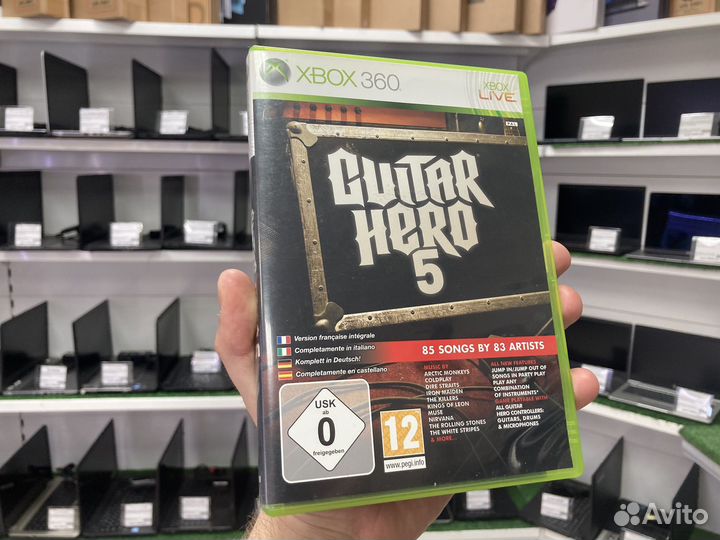 XBOX 360
XBOX
LIVE
PAL
GUITAR
HERO
5
Version française intégrale
Completamente in italiano
Komplett in Deutsch!
Completamente en castellano
85 SONGS BY 83 ARTISTS
MUSIC BY
ARCTIC MONKEYS
COLDPLAY
DIRE STRAITS
IRON MAIDEN
THE KILLERS
KINGS OF LEON
MUSE
NIRVANA
THE ROLLING STONES
THE WHITE STRIPES
& MORE...
ALL NEW FEATURES
JUMP IN/JUMP OUT OF
SONGS IN PARTY PLAY
PLAY ANY
COMBINATION
OF INSTRUMENTS*
GAME PLAYABLE WITH
ALL GUITAR
HERO CONTROLLERS:
GUITARS, DRUMS
& MICROPHONES
USK
ab
0
freigegeben
12
www.pegi.info
Avito